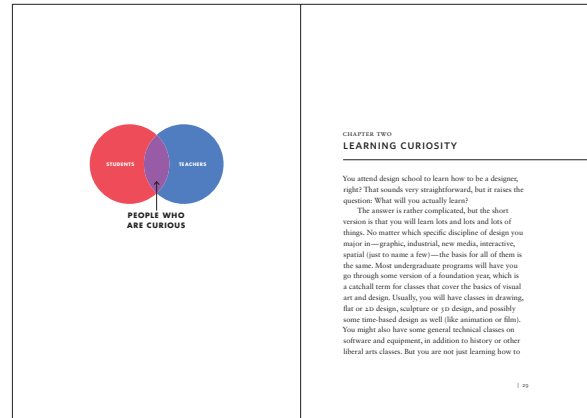 STUDENTS
TEACHERS
PEOPLE WHO
ARE CURIOUS
CHAPTER TWO
LEARNING CURIOSITY
You attend design school to learn how to be a designer,
right? That sounds very straightforward, but it raises the
question: What will you actually learn?
The answer is rather complicated, but the short
version is that you will learn lots and lots and lots of
things. No matter which specific discipline of design you
major in—graphic, industrial, new media, interactive,
spatial (just to name a few)—the basis for all of them is
the same. Most undergraduate programs will have you
go through some version of a foundation year, which is
a catchall term for classes that cover the basics of visual
art and design. Usually, you will have classes in drawing,
flat or 2D design, sculpture or 3D design, and possibly
some time-based design as well (like animation or film).
You might also have some general technical classes on
software and equipment, in addition to history or other
liberal arts classes. But you are not just learning how to
| 29